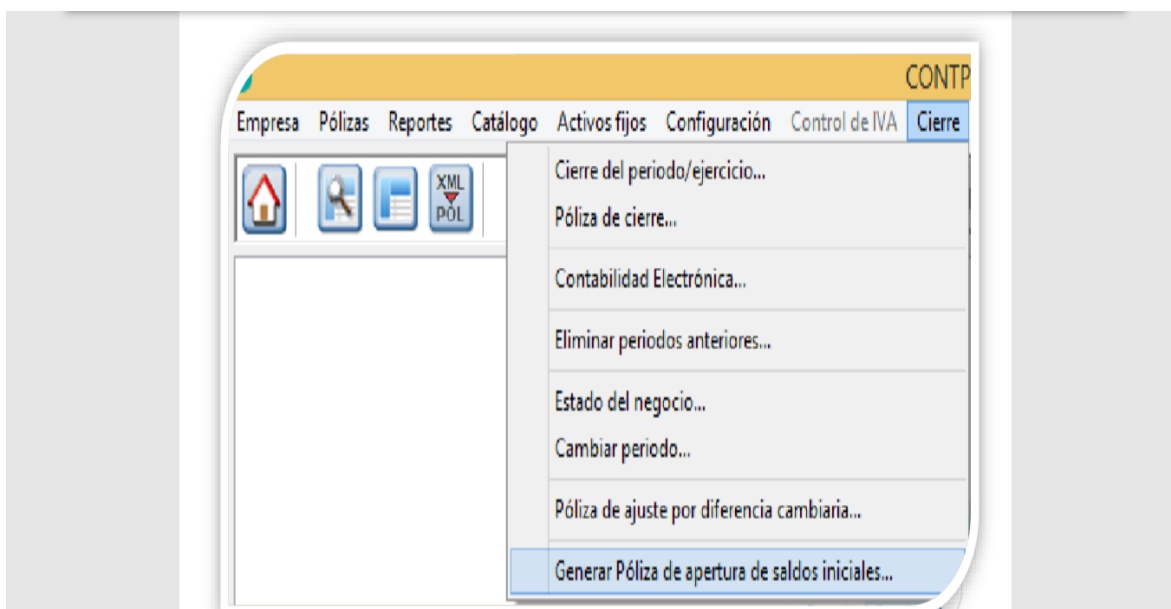 CONTP
Empresa Pólizas Reportes Catálogo Activos fijos Configuración Control de IVA Cierre
XML
POL
Cierre del periodo/ejercicio...
Póliza de cierre...
Contabilidad Electrónica...
Eliminar periodos anteriores...
Estado del negocio...
Cambiar periodo...
Póliza de ajuste por diferencia cambiaria...
Generar Póliza de apertura de saldos iniciales...